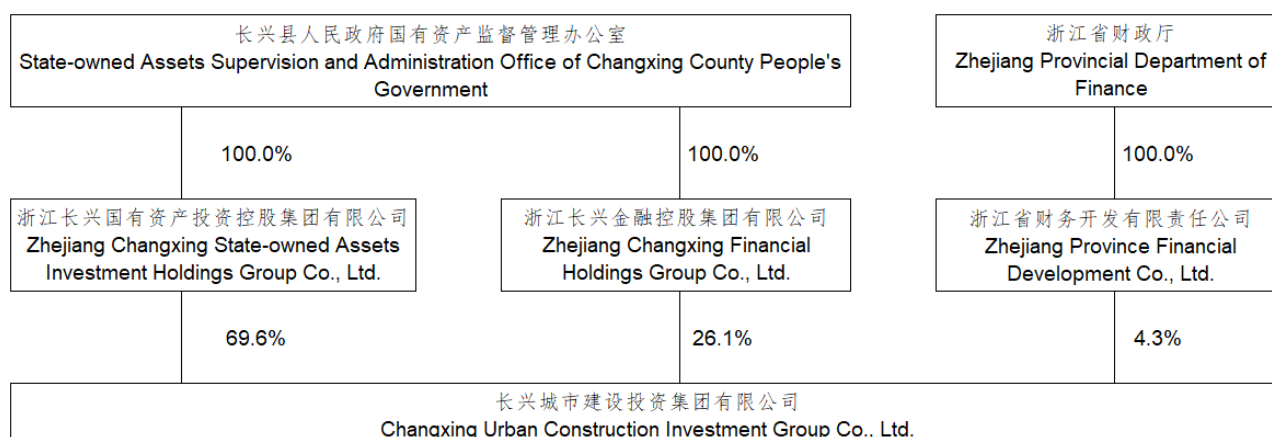 长兴县人民政府国有资产监督管理办公室
State-owned Assets Supervision and Administration Office of Changxing County People's
Government
浙江省财政厅
Zhejiang Provincial Department of
Finance
100.0%
100.0%
100.0%
浙江长兴国有资产投资控股集团有限公司
Zhejiang Changxing State-owned Assets
Investment Holdings Group Co., Ltd.
浙江长兴金融控股集团有限公司
Zhejiang Changxing Financial
Holdings Group Co., Ltd.
浙江省财务开发有限责任公司
Zhejiang Province Financial
Development Co., Ltd.
69.6%
26.1%
4.3%
长兴城市建设投资集团有限公司
Changxing Urban Construction Investment Group Co., Ltd.